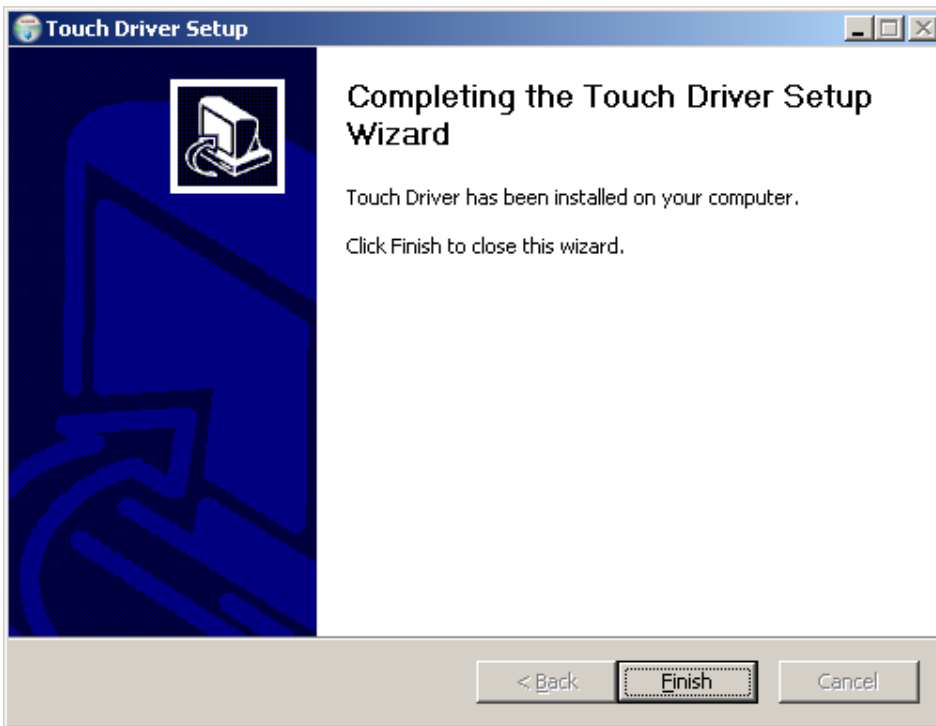 Touch Driver Setup
Completing the Touch Driver Setup
Wizard
Touch Driver has been installed on your computer.
Click Finish to close this wizard.
< Back
Finish
Cancel